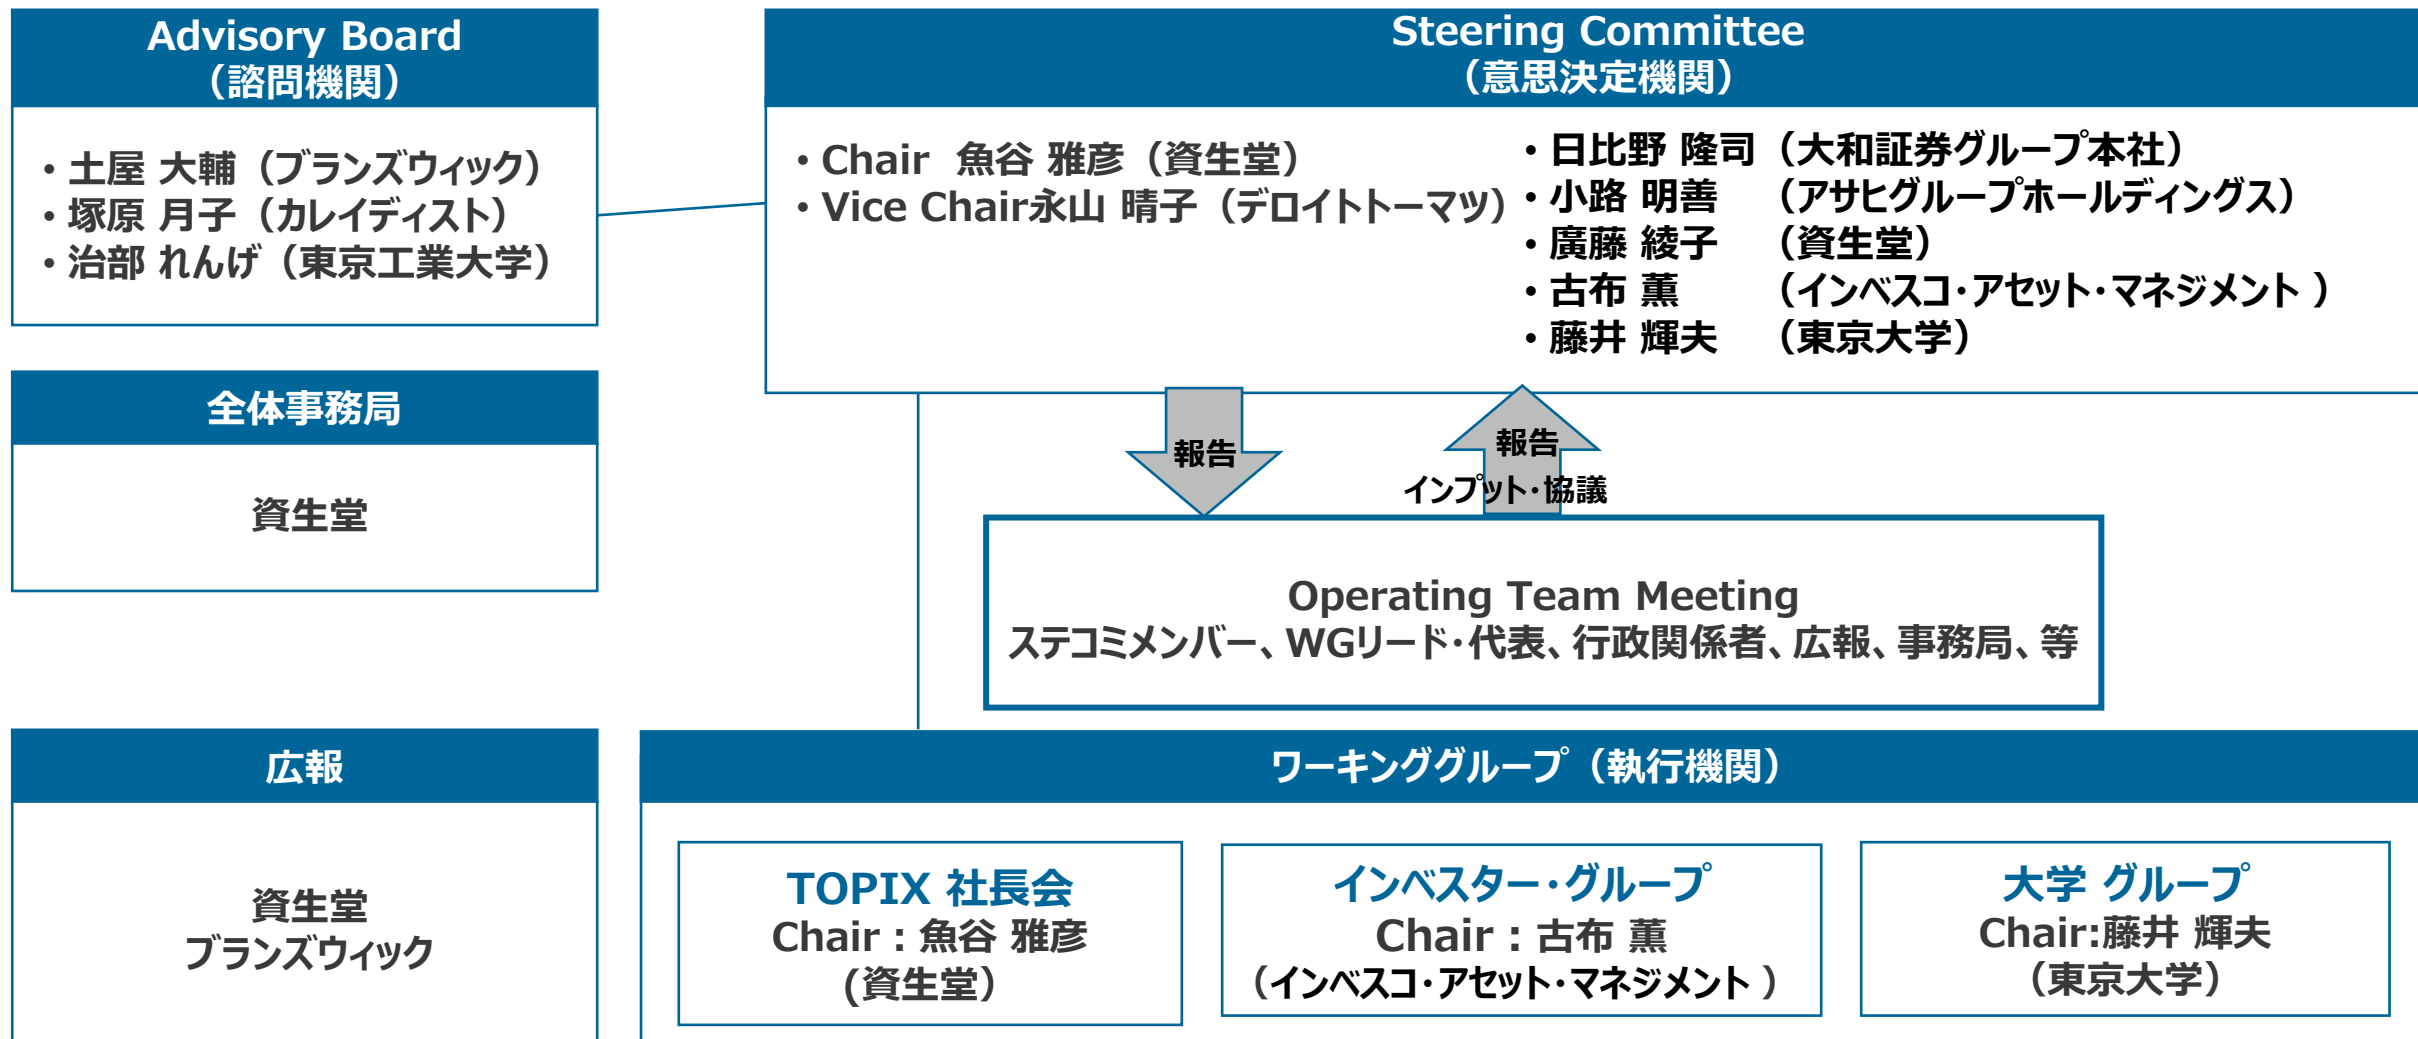 Advisory Board
（諮問機関）
・土屋 大輔（ブランズウィック）
・塚原 月子（カレイディスト）
・治部 れんげ（東京工業大学）
Steering Committee
（意思決定機関）
・Chair 魚谷 雅彦（資生堂）
・Vice Chair永山 晴子（デロイトトーマツ）
・日比野 隆司（大和証券グループ本社）
・小路 明善 （アサヒグループホールディングス）
・廣藤 綾子 （資生堂）
・古布 薫 （インベスコ・アセット・マネジメント ）
・藤井 輝夫 （東京大学）
全体事務局
資生堂
報告
報告
インプット・協議
Operating Team Meeting
ステコミメンバー、WGリード・代表、行政関係者、広報、事務局、等
広報
資生堂
ブランズウィック
ワーキンググループ（執行機関）
TOPIX 社長会
Chair：魚谷 雅彦
(資生堂）
インベスター・グループ
Chair：古布 薫
（インベスコ・アセット・マネジメント ）
大学 グループ
Chair:藤井 輝夫
（東京大学）